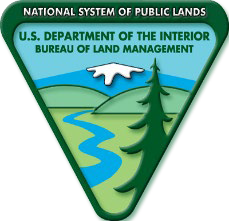 NATIONAL SYSTEM OF PUBLIC LANDS
U.S. DEPARTMENT OF THE INTERIOR
BUREAU OF LAND MANAGEMENT